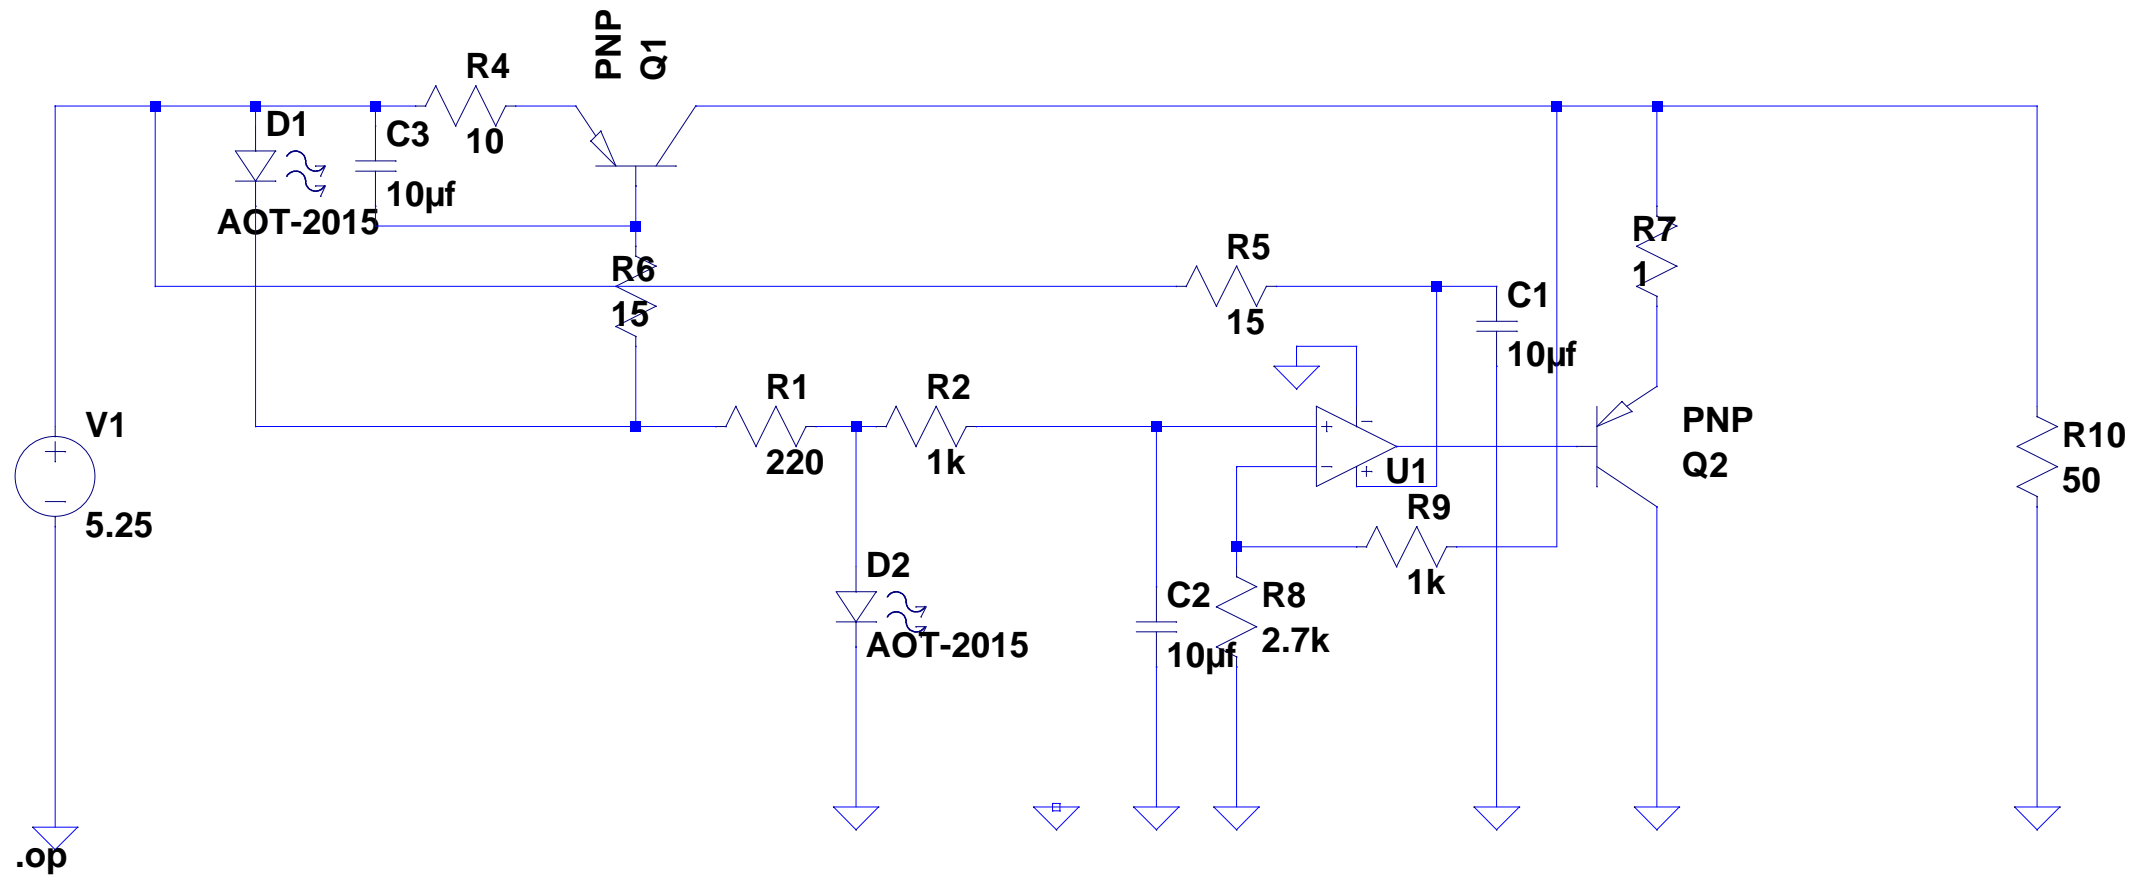 PNP
Q1
R4
10
D1
AOT-2015
C3
10µf
R6
15
R5
15
C1
10µf
R7
1
V1
5.25
R1
220
R2
1k
U1
PNP
Q2
R10
50
R9
1k
D2
AOT-2015
C2
10µf
R8
2.7k
.op